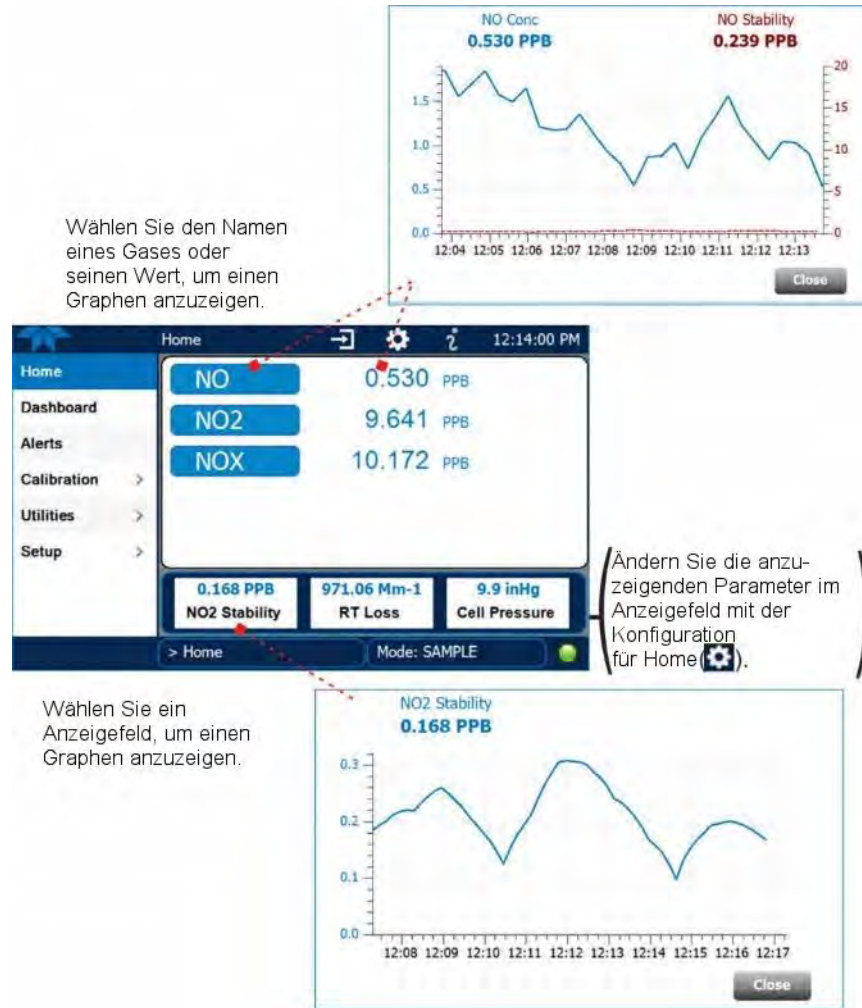 NO Conc NO Stability
0.530 PPB 0.239 PPB
20
1.5 15
1.0 10
0.5 5
0.0 0
12:04 12:05 12:06 12:07 12:08 12:09 12:10 12:11 12:12 12:13
Close
Wählen Sie den Namen
eines Gases oder
seinen Wert, um einen
Graphen anzuzeigen.
Home 12:14:00 PM
Home
Dashboard
Alerts
Calibration >
Utilities >
Setup >
NO 0.530 PPB
NO2 9.641 PPB
NOX 10.172 PPB
0.168 PPB 971.06 Mm-1 9.9 inHg
NO2 Stability RT Loss Cell Pressure
> Home Mode: SAMPLE
Ändern Sie die anzu-
zeigenden Parameter im
Anzeigefeld mit der
Konfiguration
für Home( ).
Wählen Sie ein
Anzeigefeld, um einen
Graphen anzuzeigen.
NO2 Stability
0.168 PPB
0.3
0.2
0.1
0.0
12:08 12:09 12:10 12:11 12:12 12:13 12:14 12:15 12:16 12:17
Close